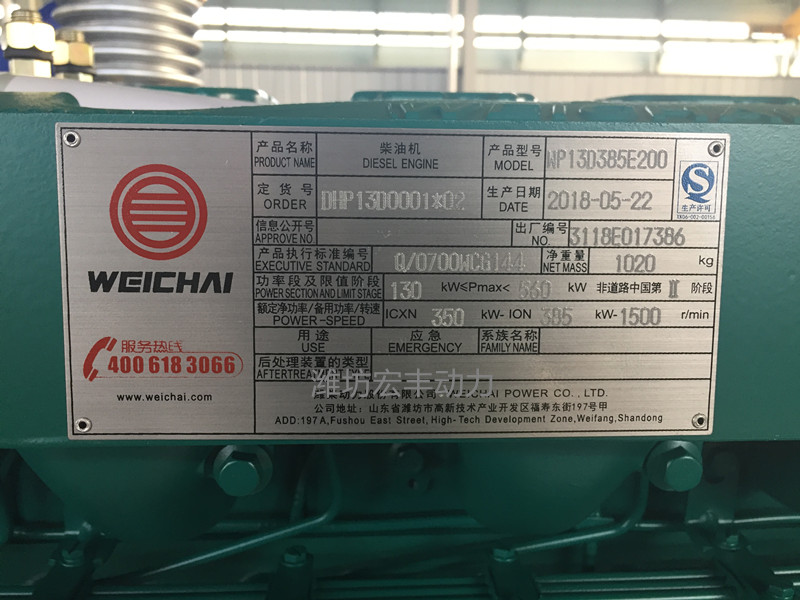 产品名称 柴油机 产品型号 WP13D385E200
PRODUCT NAME DIESEL ENGINE MODEL
定货号 DHP13D0001*02 生产日期 2018-05-22
ORDER DATE
信息公开号 出厂编号 3118E017386
APPROVE NO. NO.
产品执行标准编号 Q/0700WCG144 净重量 1020 kg
EXECUTIVE STANDARD NET MASS
功率段及限值阶段 130 kW≤Pmax< 560 kW 非道路中国第 II 阶段
POWER SECTION AND LIMIT STAGE
额定净功率/备用功率/转速 ICXN 350 kW- ION 385 kW- 1500 r/min
POWER-SPEED
用途 应急 系族名称
USE EMERGENCY FAMILY NAME
后处理装置的类型
WEICHAI
服务热线
400 618 3066
www.weichai.com
生产许可
潍坊宏丰动力
WEICHAI POWER CO., LTD.
公司地址: 山东省潍坊市高新技术产业开发区福寿东街197号甲
ADD:197 A,Fushou East Street, High-Tech Development Zone,Weifang,Shandong